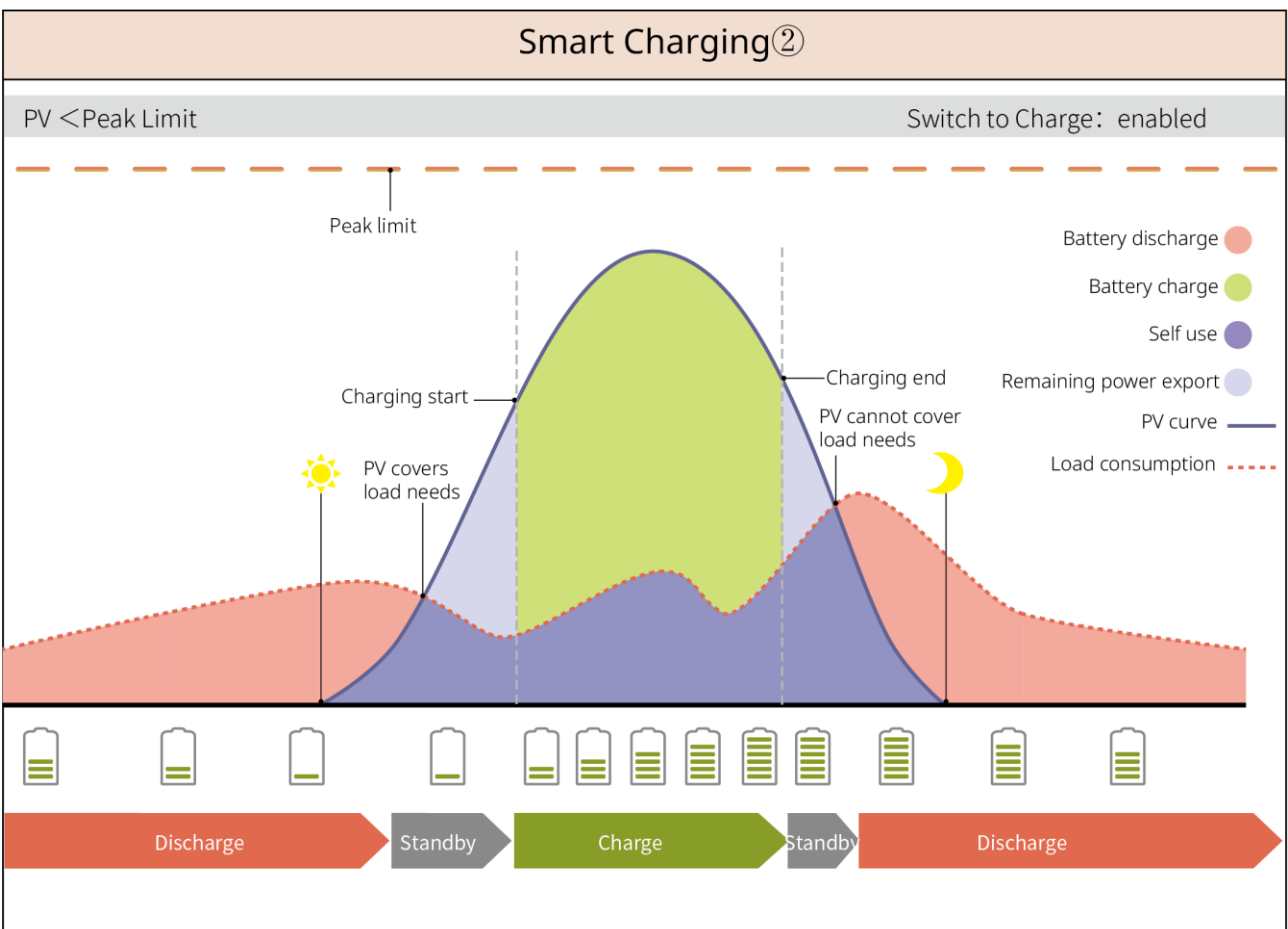 Smart Charging②
PV ＜Peak Limit
Switch to Charge：enabled
Peak limit
Battery discharge
Battery charge
Self use
Remaining power export
PV curve
Load consumption
Charging start
Charging end
PV covers
load needs
PV cannot cover
load needs
Discharge
Standby
Charge
Standby
Discharge